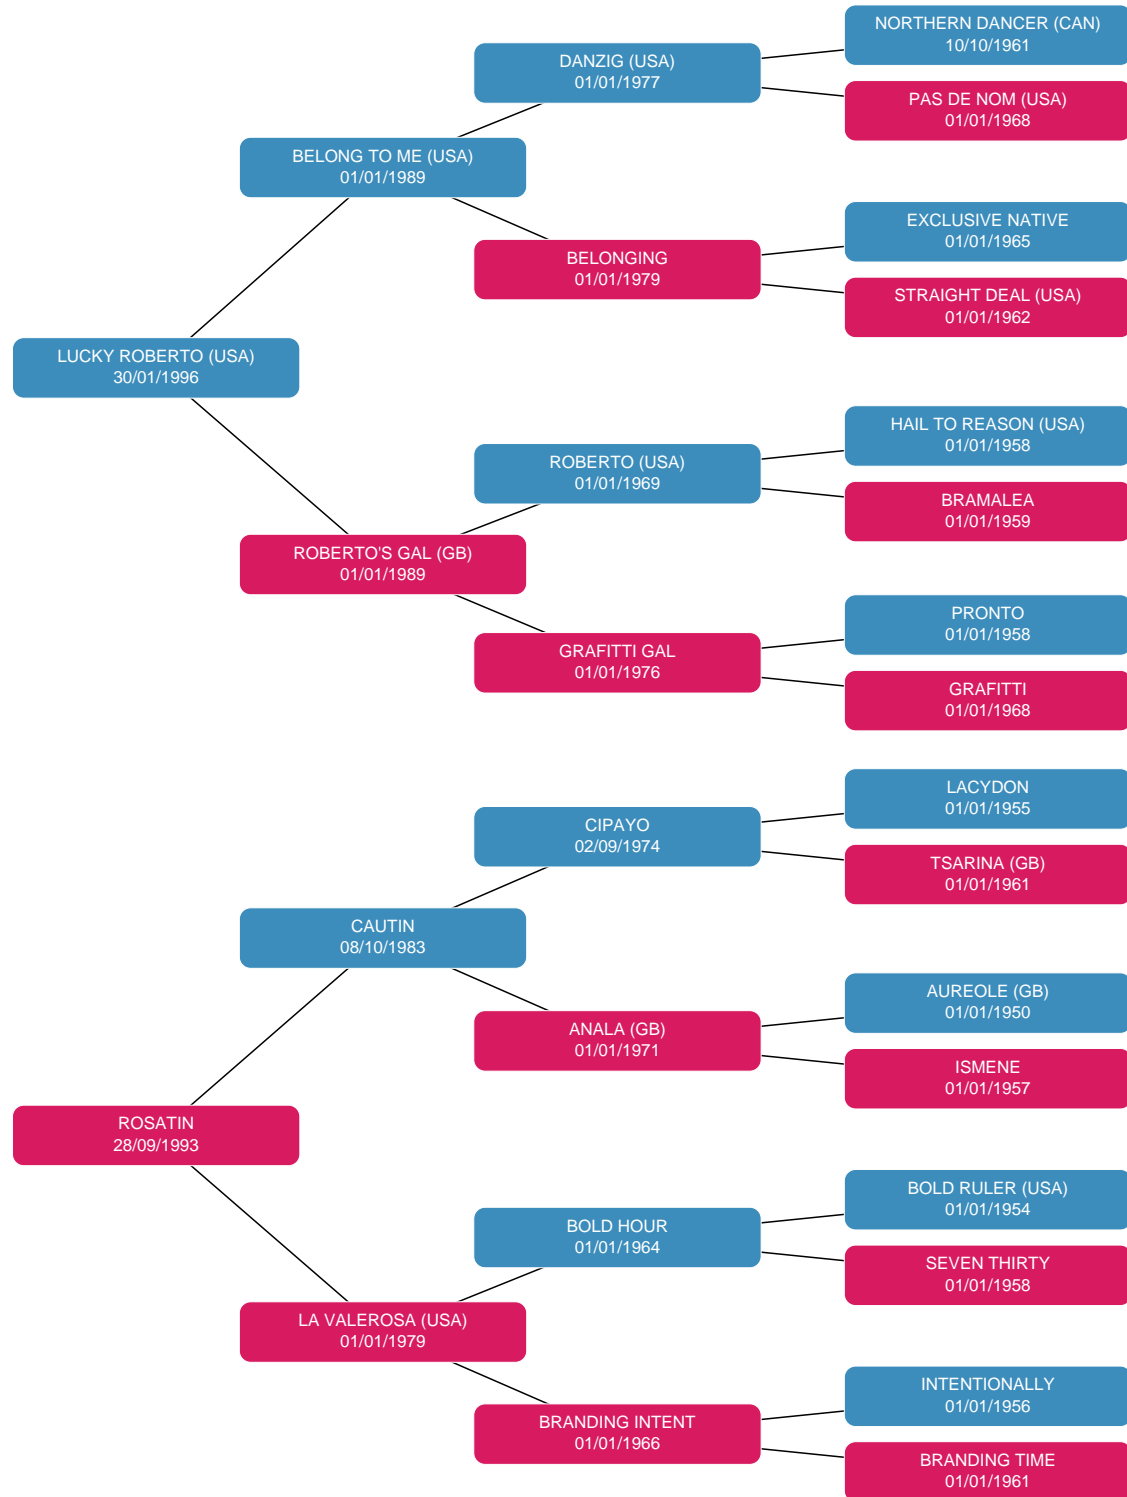 NORTHERN DANCER (CAN)
10/10/1961
DANZIG (USA)
01/01/1977
PAS DE NOM (USA)
01/01/1968
BELONG TO ME (USA)
01/01/1989
EXCLUSIVE NATIVE
01/01/1965
BELONGING
01/01/1979
STRAIGHT DEAL (USA)
01/01/1962
LUCKY ROBERTO (USA)
30/01/1996
HAIL TO REASON (USA)
01/01/1958
ROBERTO (USA)
01/01/1969
BRAMALEA
01/01/1959
ROBERTO'S GAL (GB)
01/01/1989
PRONTO
01/01/1958
GRAFITTI GAL
01/01/1976
GRAFITTI
01/01/1968
LACYDON
01/01/1955
CIPAYO
02/09/1974
TSARINA (GB)
01/01/1961
CAUTIN
08/10/1983
AUREOLE (GB)
01/01/1950
ANALA (GB)
01/01/1971
ISMENE
01/01/1957
ROSATIN
28/09/1993
BOLD RULER (USA)
01/01/1954
BOLD HOUR
01/01/1964
SEVEN THIRTY
01/01/1958
LA VALEROSA (USA)
01/01/1979
INTENTIONALLY
01/01/1956
BRANDING INTENT
01/01/1966
BRANDING TIME
01/01/1961